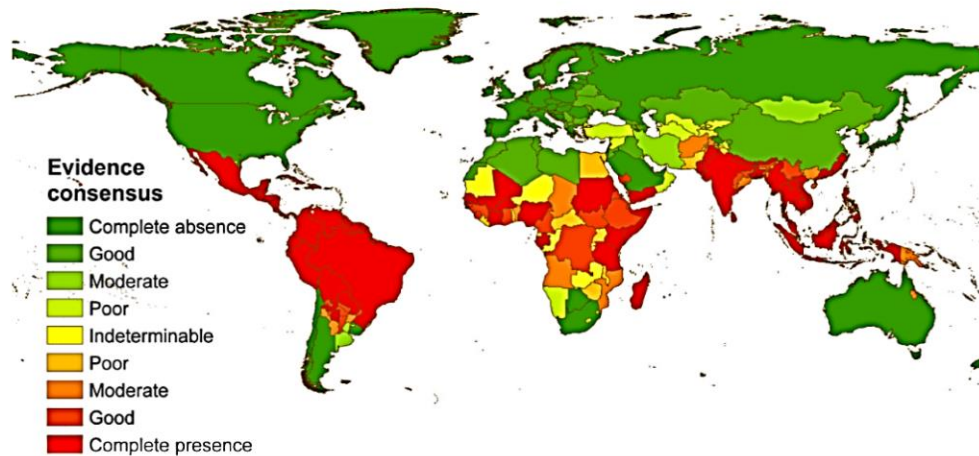 Evidence
consensus
Complete absence
Good
Moderate
Poor
Indeterminable
Poor
Moderate
Good
Complete presence